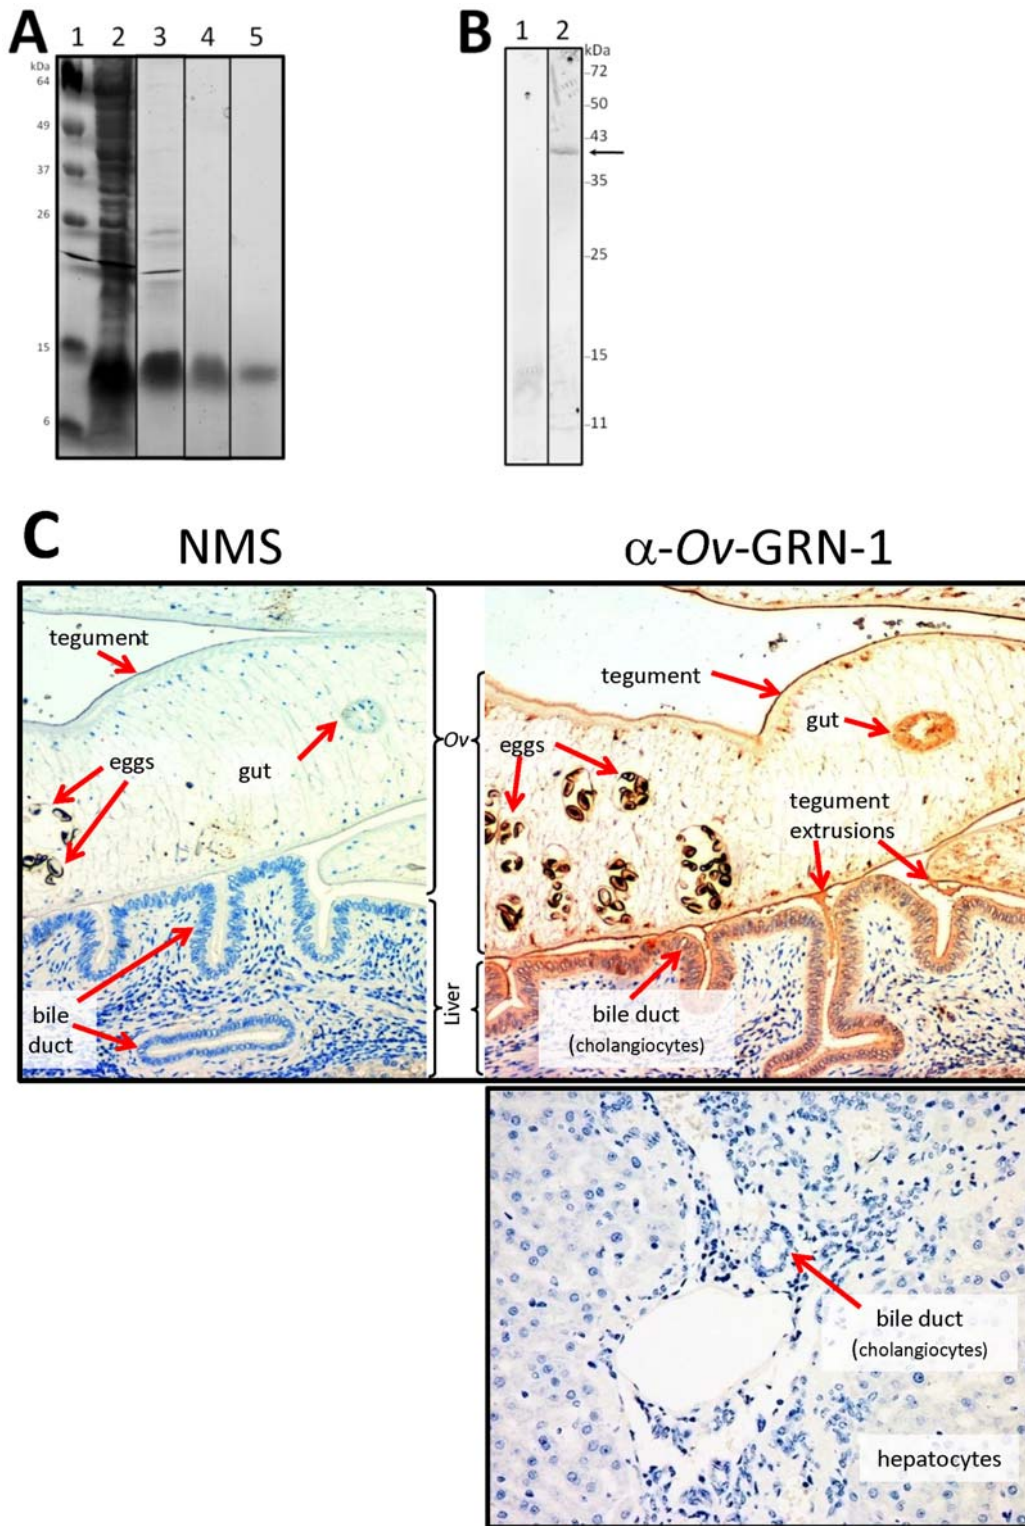 A
1 2 3 4 5
kDa
64
49
37
26
15
6
B
1 2
kDa
72
50
43
35
25
15
11
C
NMS
α-Ov-GRN-1
tegument
gut
eggs
bile
duct
Ov
Liver
tegument
gut
eggs
tegument
extrusions
bile duct
(cholangiocytes)
bile duct
(cholangiocytes)
hepatocytes